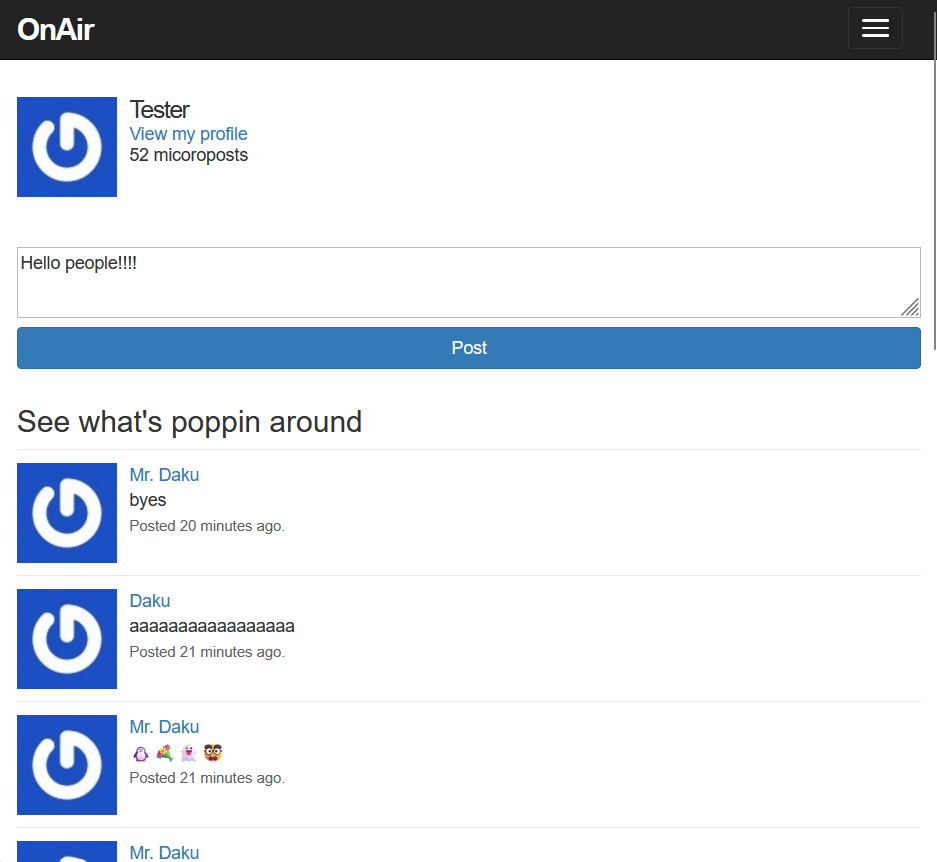 OnAir
Tester
View my profile
52 micoroposts
Hello people!!!!
Post
See what's poppin around
Mr. Daku
byes
Posted 20 minutes ago.
Daku
aaaaaaaaaaaaaaaaa
Posted 21 minutes ago.
Mr. Daku
🐧 💐 👻 🥸
Posted 21 minutes ago.
Mr. Daku